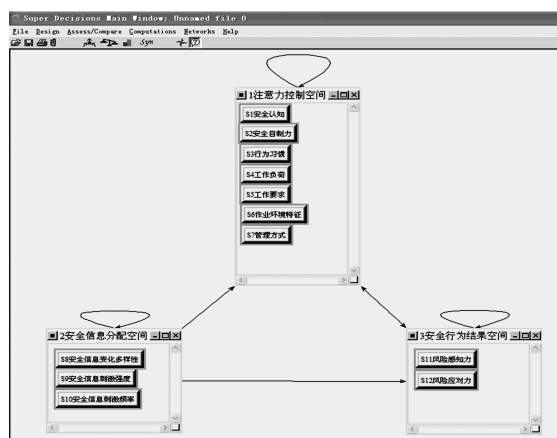 Super Decisions Main Window: Unnamed file 0
File Design Assess/Compare Computations Networks Help
Syn
1注意力控制空间
S1安全认知
S2安全自制力
S3行为习惯
S4工作负荷
S5工作要求
S6作业环境特征
S7管理方式
2安全信息分配空间
S8安全信息变化多样性
S9安全信息刺激强度
S10安全信息刺激频率
3安全行为结果空间
S11风险感知力
S12风险应对力